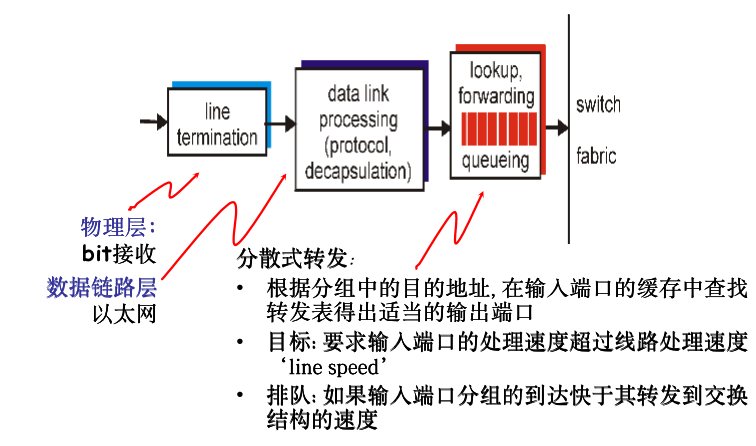 line
termination
data link
processing
(protocol,
decapsulation)
lookup,
forwarding
queueing
switch
fabric
物理层:
bit接收
数据链路层
以太网
分散式转发:
• 根据分组中的目的地址, 在输入端口的缓存中查找
转发表得出适当的输出端口
• 目标: 要求输入端口的处理速度超过线路处理速度
‘line speed’
• 排队: 如果输入端口分组的到达快于其转发到交换
结构的速度